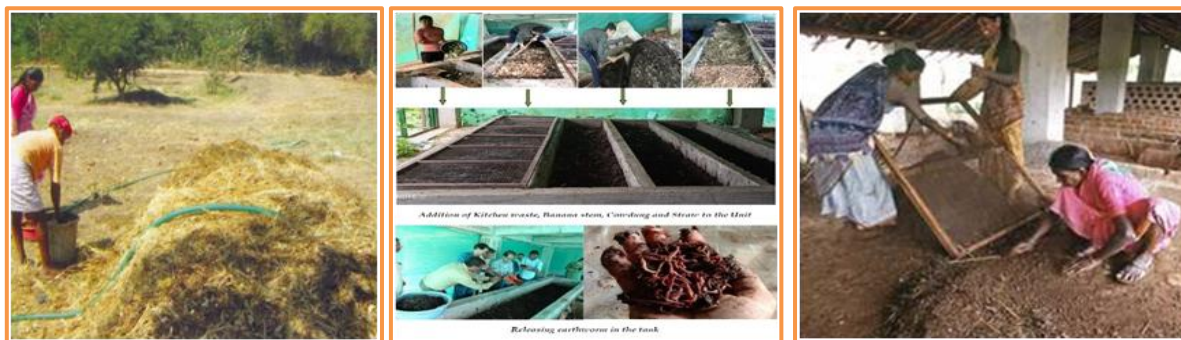 Addition of Kitchen waste, Banana stem, Cowdung and Straw to the Unit
Releasing earthworm in the tank